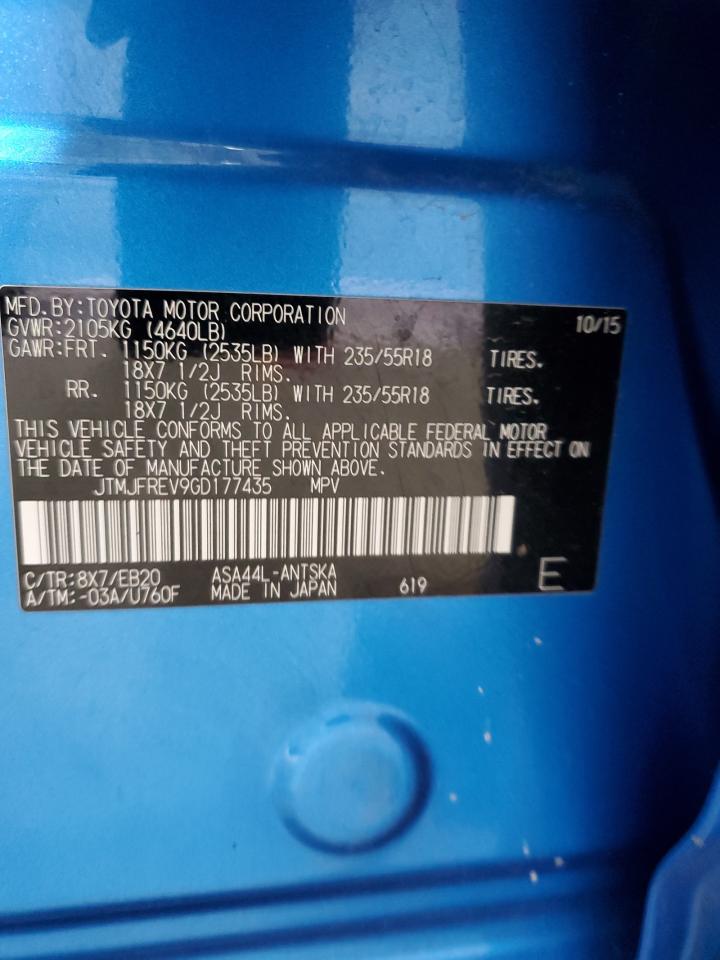 MFD.BY:TOYOTA MOTOR CORPORATION 10/15
GVWR:2105KG (4640LB)
GAWR:FRT. 1150KG (2535LB) WITH 235/55R18 TIRES.
18X7 1/2J RIMS.
RR. 1150KG (2535LB) WITH 235/55R18 TIRES.
18X7 1/2J RIMS.
THIS VEHICLE CONFORMS TO ALL APPLICABLE FEDERAL MOTOR
VEHICLE SAFETY AND THEFT PREVENTION STANDARDS IN EFFECT ON
THE DATE OF MANUFACTURE SHOWN ABOVE.
JTMJFREV9GD177435 MPV
C/TR:8X7/EB20 ASA44L-ANTSKA E
A/TM:-03A/U760F MADE IN JAPAN 619